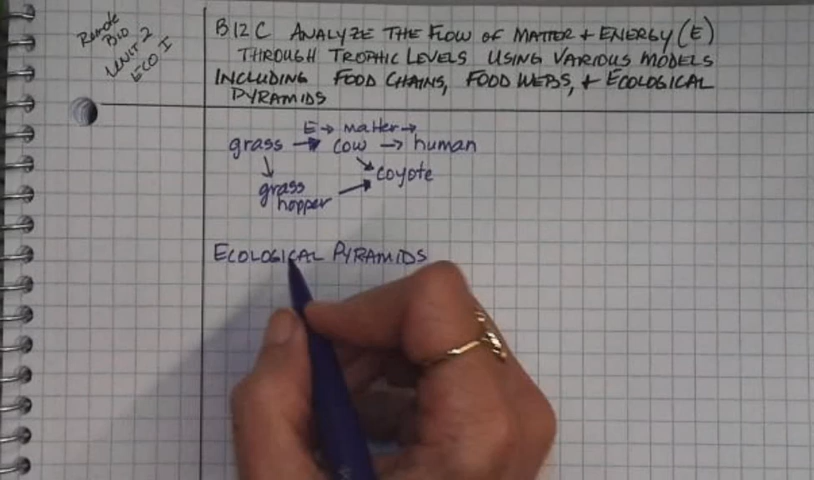 Remote
BIO
UNIT 2
ECO I
B12C ANALYZE THE FLOW OF MATTER + ENERGY (E)
THROUGH TROPHIC LEVELS USING VARIOUS MODELS
INCLUDING FOOD CHAINS, FOOD WEBS, + ECOLOGICAL
PYRAMIDS
E→ matter→
grass → cow → human
coyote
grass
hopper
ECOLOGICAL PYRAMIDS